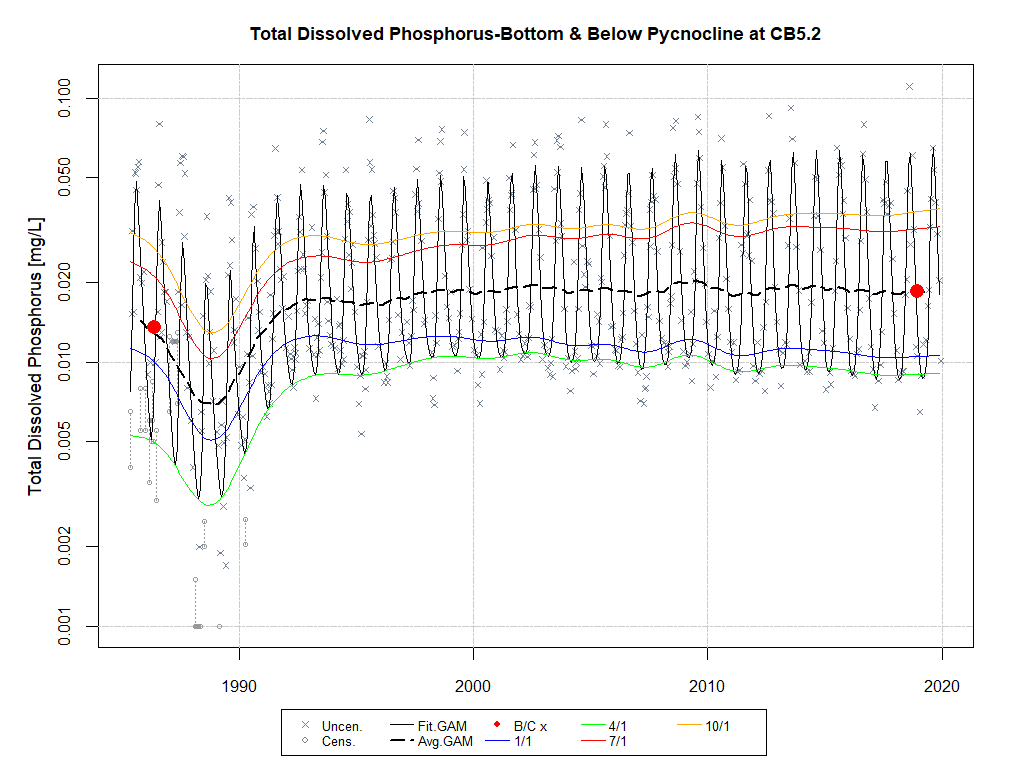 Total Dissolved Phosphorus-Bottom & Below Pycnocline at CB5.2
Total Dissolved Phosphorus [mg/L]
0.100
0.050
0.020
0.010
0.005
0.002
0.001
1990 2000 2010 2020
Uncen. Fit.GAM B/C x 4/1 10/1
Cens. Avg.GAM 1/1 7/1